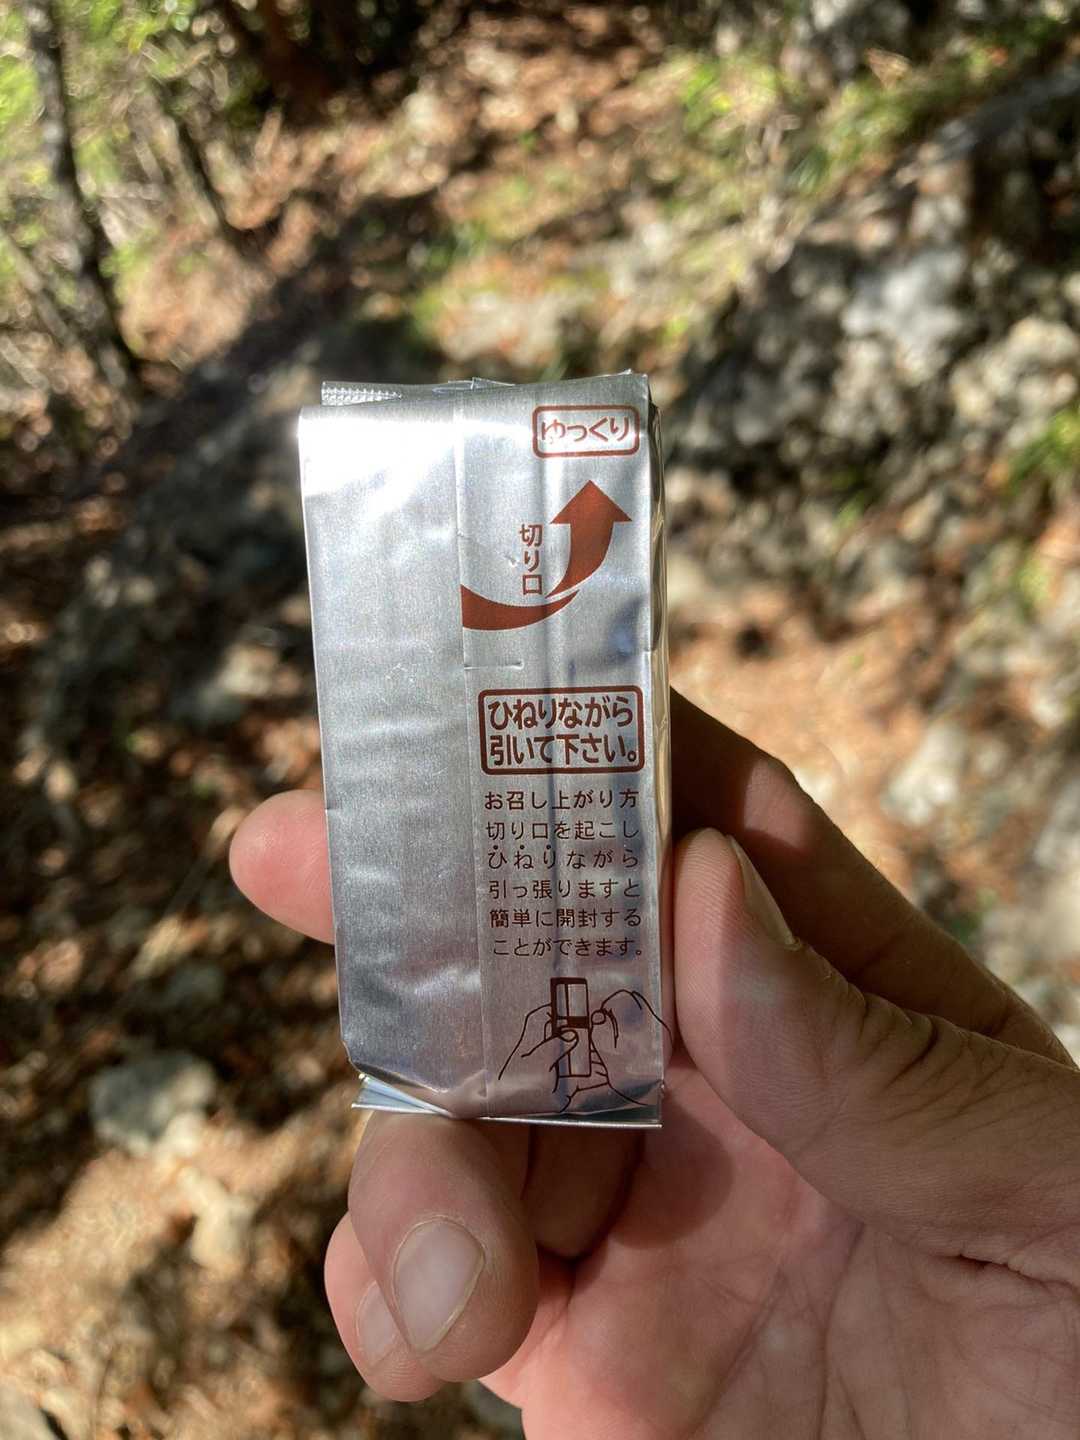 ゆっくり
切り口
ひねりながら
引いて下さい。
お召し上がり方
切り口を起こし
ひねりながら
引っ張りますと
簡単に開封する
ことができます。